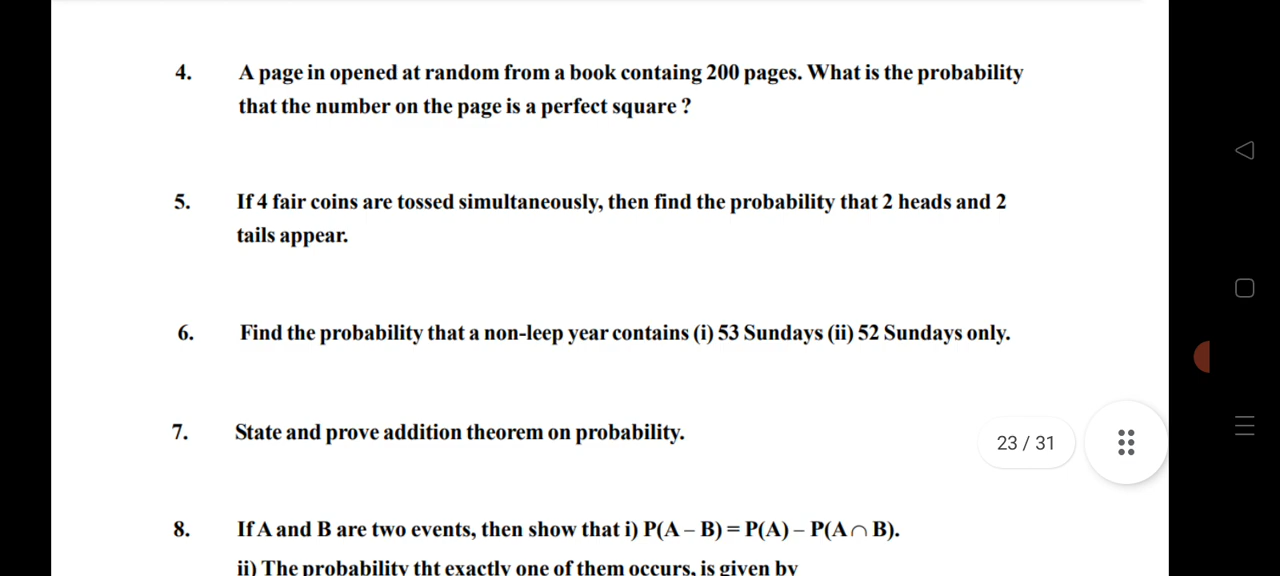 4. A page in opened at random from a book containg 200 pages. What is the probability
that the number on the page is a perfect square ?
5. If 4 fair coins are tossed simultaneously, then find the probability that 2 heads and 2
tails appear.
6. Find the probability that a non-leep year contains (i) 53 Sundays (ii) 52 Sundays only.
7. State and prove addition theorem on probability.
23 / 31
8. If A and B are two events, then show that i) P(A – B) = P(A) – P(A ∩ B).
ii) The probability tht exactly one of them occurs, is given by